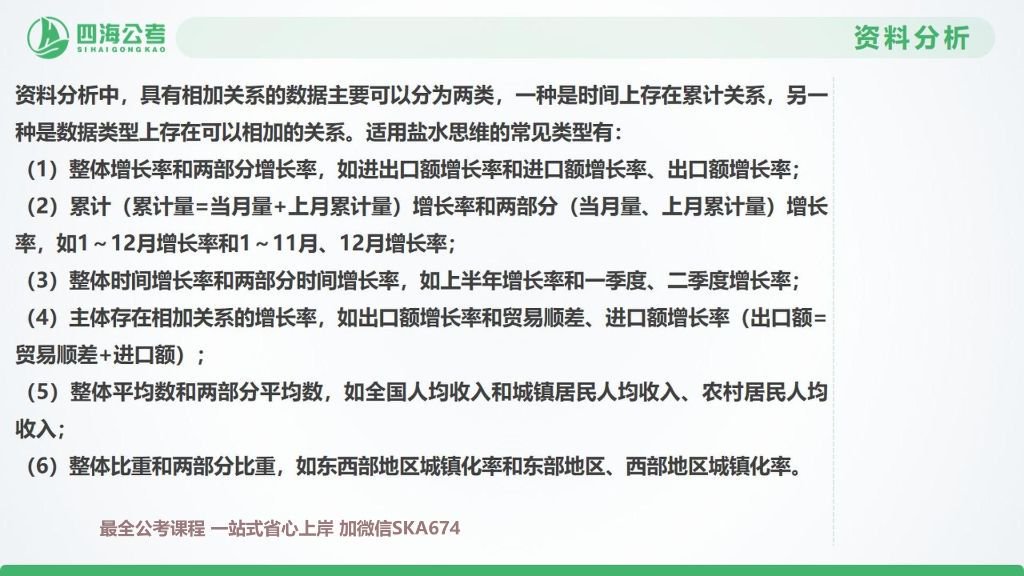 四海公考
SIHAIGONGKAO
资料分析
资料分析中，具有相加关系的数据主要可以分为两类，一种是时间上存在累计关系，另一
种是数据类型上存在可以相加的关系。适用盐水思维的常见类型有：
（1）整体增长率和两部分增长率，如进出口额增长率和进口额增长率、出口额增长率；
（2）累计（累计量=当月量+上月累计量）增长率和两部分（当月量、上月累计量）增长
率，如1～12月增长率和1～11月、12月增长率；
（3）整体时间增长率和两部分时间增长率，如上半年增长率和一季度、二季度增长率；
（4）主体存在相加关系的增长率，如出口额增长率和贸易顺差、进口额增长率（出口额=
贸易顺差+进口额）；
（5）整体平均数和两部分平均数，如全国人均收入和城镇居民人均收入、农村居民人均
收入；
（6）整体比重和两部分比重，如东西部地区城镇化率和东部地区、西部地区城镇化率。
最全公考课程 一站式省心上岸 加微信SKA674